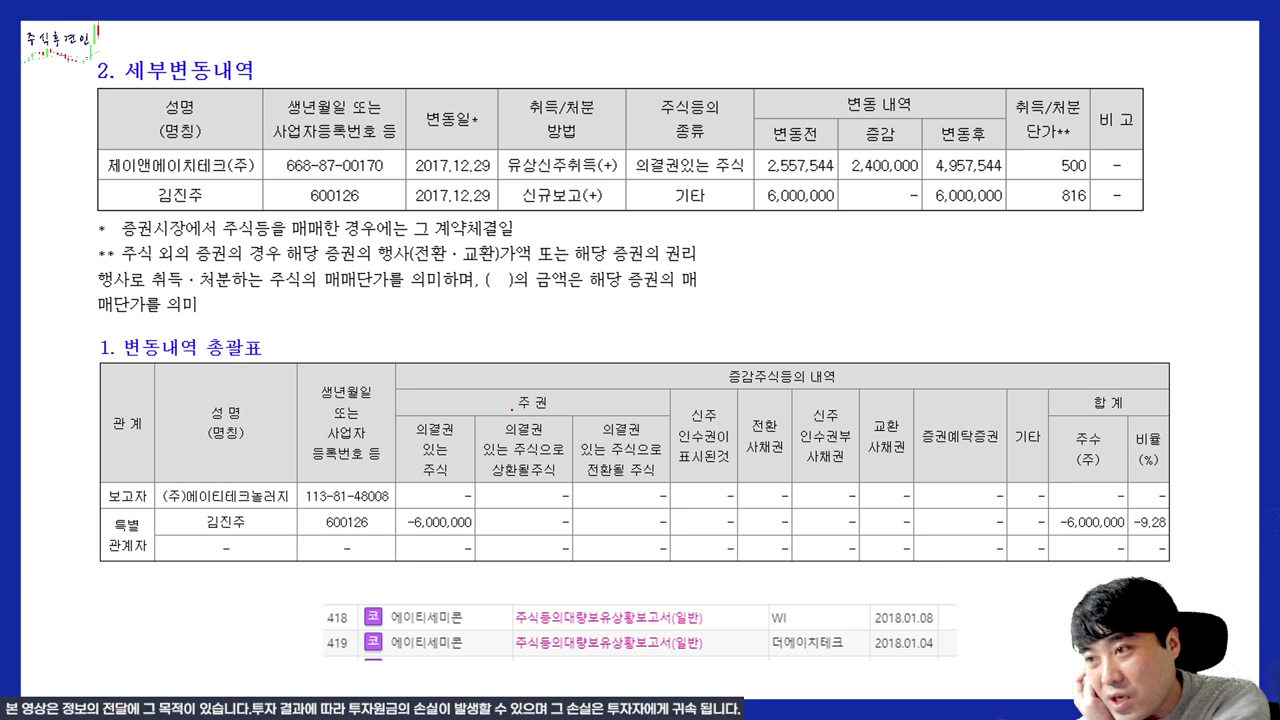 주식후견인
2. 세부변동내역
성명
(명칭)
생년월일 또는
사업자등록번호 등
변동일*
취득/처분
방법
주식등의
종류
변동 내역
변동전 증감 변동후
취득/처분
단가**
비 고
제이앤에이치테크(주) 668-87-00170 2017.12.29 유상신주취득(+) 의결권있는 주식 2,557,544 2,400,000 4,957,544 500 -
김진주 600126 2017.12.29 신규보고(+) 기타 6,000,000 - 6,000,000 816 -
* 증권시장에서 주식등을 매매한 경우에는 그 계약체결일
** 주식 외의 증권의 경우 해당 증권의 행사(전환·교환)가액 또는 해당 증권의 권리
행사로 취득·처분하는 주식의 매매단가를 의미하며, ( )의 금액은 해당 증권의 매
매단가를 의미
1. 변동내역 총괄표
관 계
성 명
(명칭)
생년월일
또는
사업자
등록번호 등
증감주식등의 내역
주 권
의결권
있는
주식
의결권
있는 주식으로
상환될주식
의결권
있는 주식으로
전환될 주식
신주
인수권이
표시된것
전환
사채권
신주
인수권부
사채권
교환
사채권
증권예탁증권
기타
합 계
주수
(주)
비율
(%)
보고자 (주)에이티테크놀러지 113-81-48008 - - - - - - - - - - -
특별
관계자
김진주 600126 -6,000,000 - - - - - - - - -6,000,000 -9.28
- - - - - - - - - - - - -
418 코 에이티세미콘 주식등의대량보유상황보고서(일반) WI 2018.01.08
419 코 에이티세미콘 주식등의대량보유상황보고서(일반) 더에이치테크 2018.01.04
본 영상은 정보의 전달에 그 목적이 있습니다.투자 결과에 따라 투자원금의 손실이 발생할 수 있으며 그 손실은 투자자에게 귀속 됩니다.